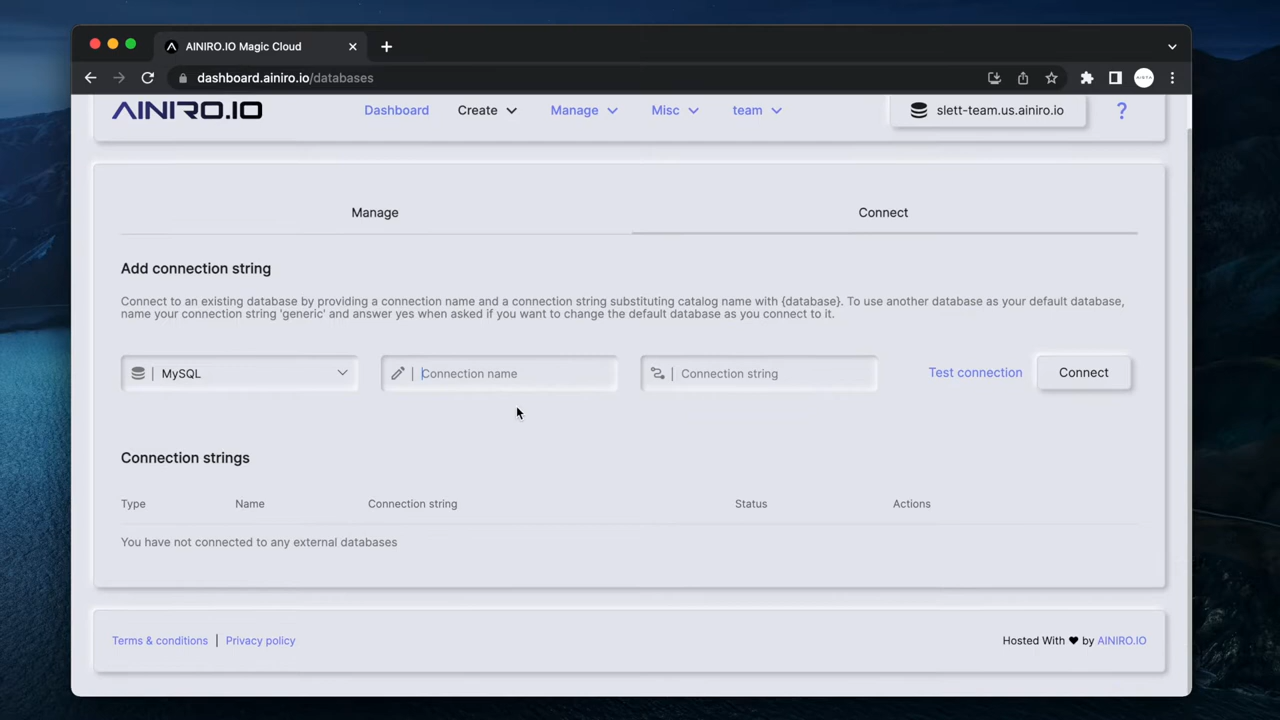 AINIRO.IO Magic Cloud
dashboard.ainiro.io/databases
AINIRO.IO
Dashboard
Create
Manage
Misc
team
slett-team.us.ainiro.io
?
Manage
Connect
Add connection string
Connect to an existing database by providing a connection name and a connection string substituting catalog name with {database}. To use another database as your default database,
name your connection string 'generic' and answer yes when asked if you want to change the default database as you connect to it.
MySQL
Connection name
Connection string
Test connection
Connect
Connection strings
Type
Name
Connection string
Status
Actions
You have not connected to any external databases
Terms & conditions | Privacy policy
Hosted With ♥ by AINIRO.IO